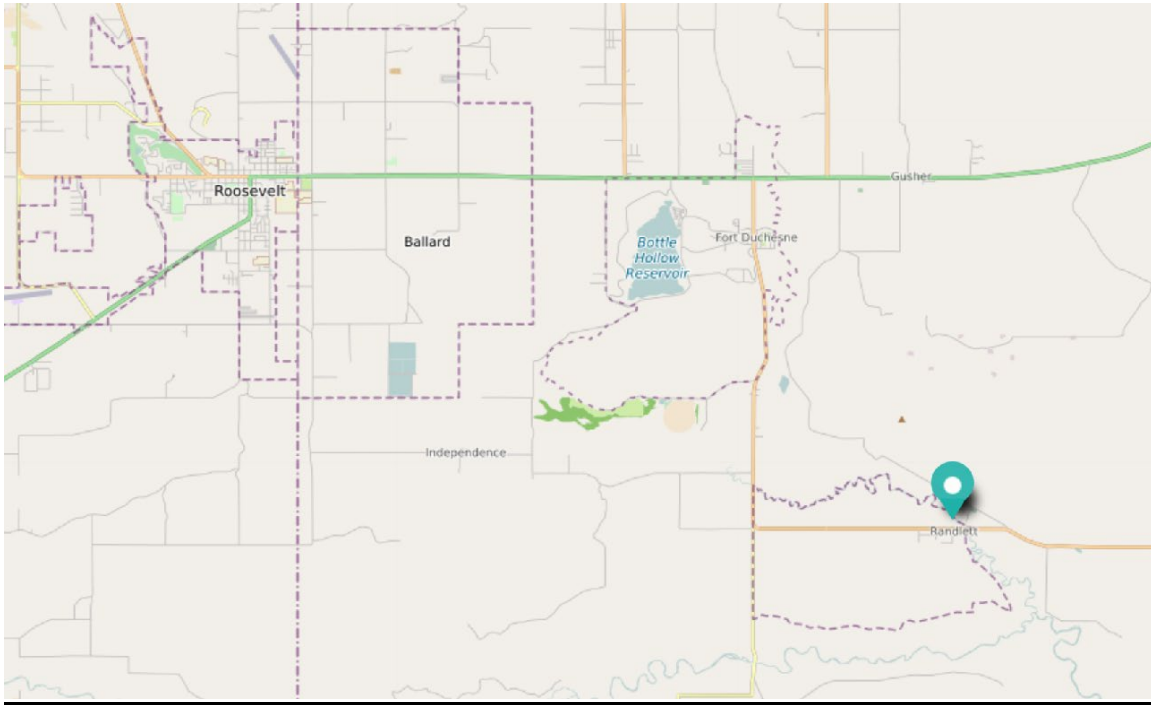 Gusher
Roosevelt
Ballard
Bottle
Hollow
Reservoir
Fort Duchesne
Independence
Randlett